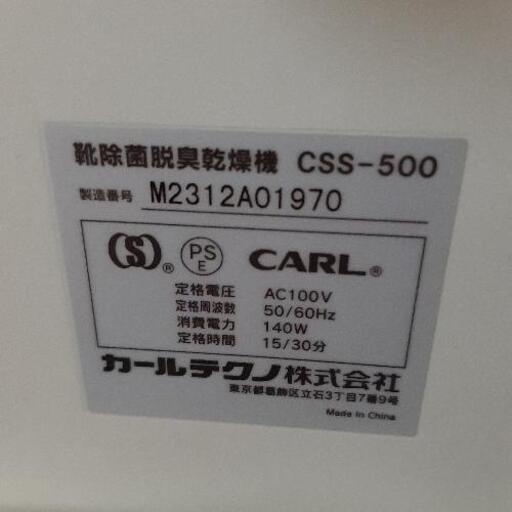 靴除菌脱臭乾燥機 CSS-500
製造番号 M2312A01970
S® PSE CARL®
定格電圧 AC100V
定格周波数 50/60Hz
消費電力 140W
定格時間 15/30分
カールテクノ株式会社
東京都葛飾区立石3丁目7番9号
Made in China